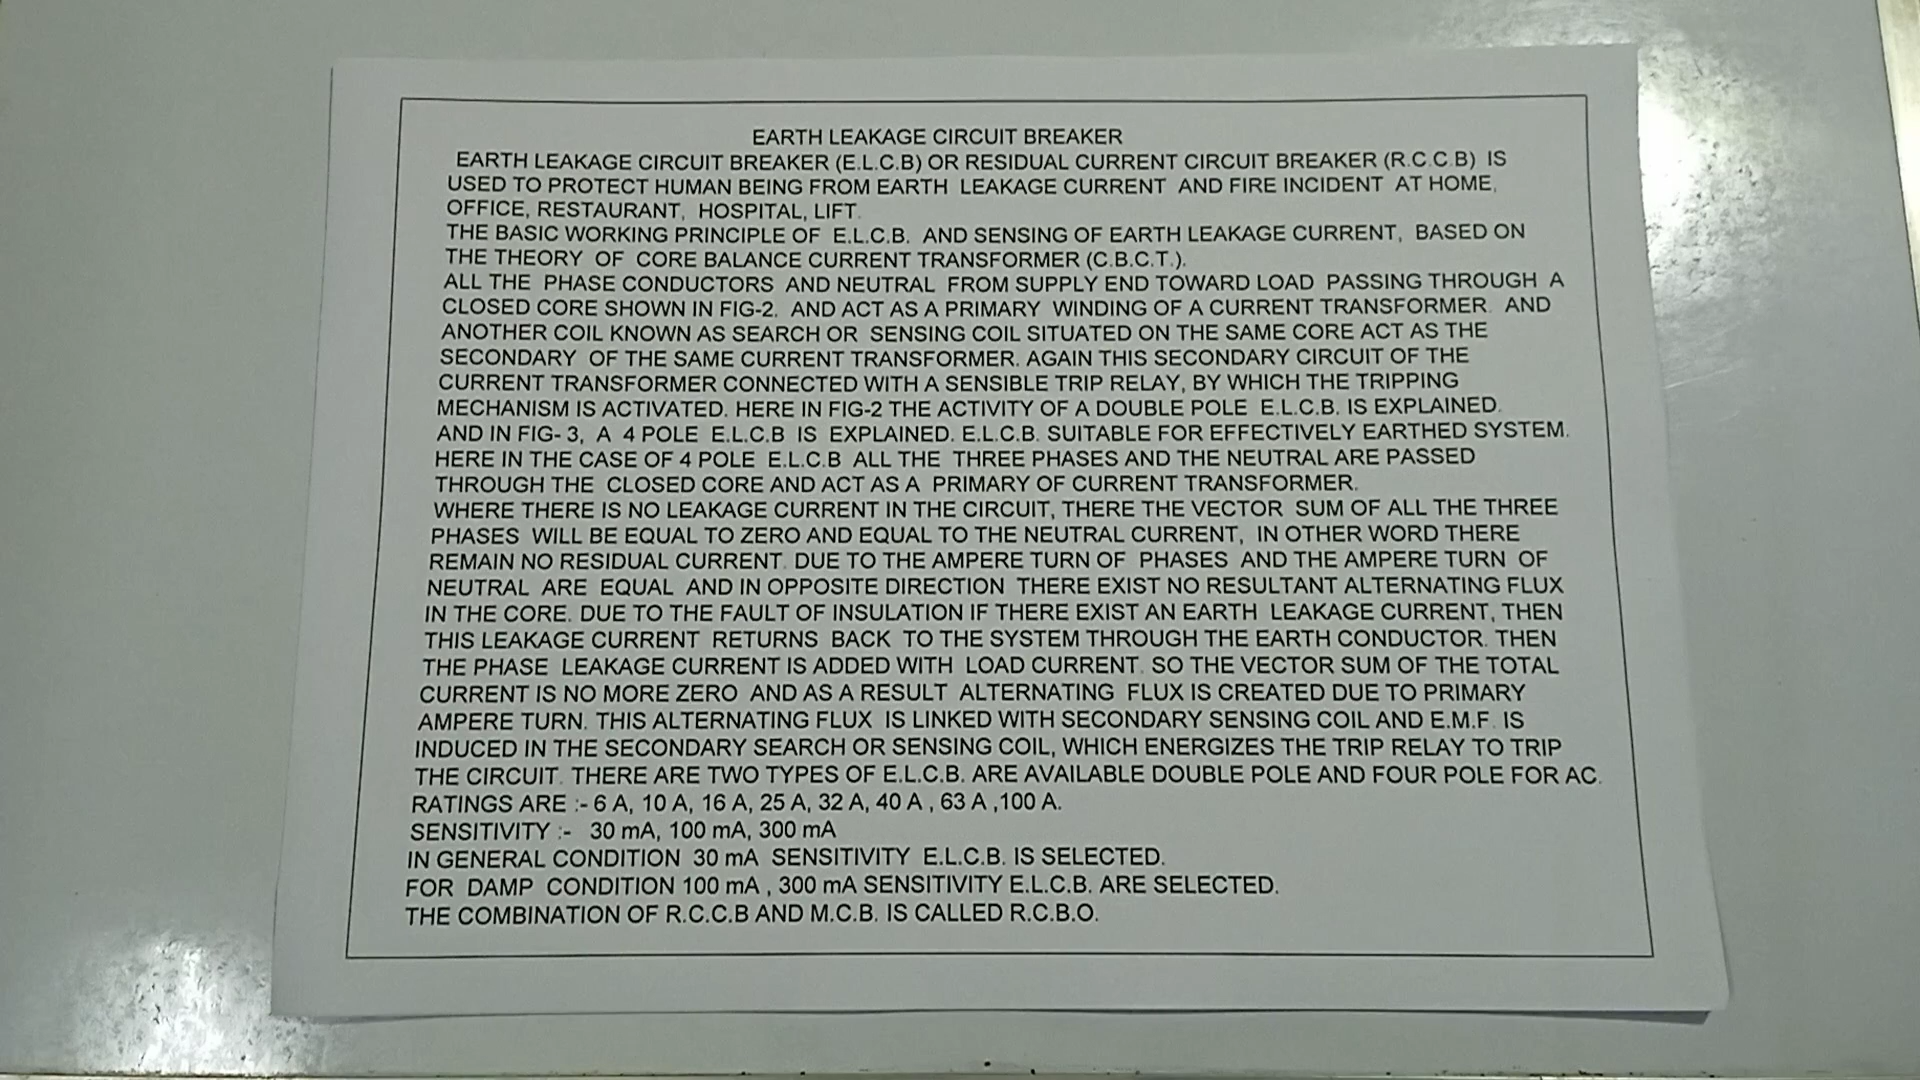 EARTH LEAKAGE CIRCUIT BREAKER
EARTH LEAKAGE CIRCUIT BREAKER (E.L.C.B) OR RESIDUAL CURRENT CIRCUIT BREAKER (R.C.C.B) IS
USED TO PROTECT HUMAN BEING FROM EARTH LEAKAGE CURRENT AND FIRE INCIDENT AT HOME,
OFFICE, RESTAURANT, HOSPITAL, LIFT.
THE BASIC WORKING PRINCIPLE OF E.L.C.B. AND SENSING OF EARTH LEAKAGE CURRENT, BASED ON
THE THEORY OF CORE BALANCE CURRENT TRANSFORMER (C.B.C.T.).
ALL THE PHASE CONDUCTORS AND NEUTRAL FROM SUPPLY END TOWARD LOAD PASSING THROUGH A
CLOSED CORE SHOWN IN FIG-2. AND ACT AS A PRIMARY WINDING OF A CURRENT TRANSFORMER. AND
ANOTHER COIL KNOWN AS SEARCH OR SENSING COIL SITUATED ON THE SAME CORE ACT AS THE
SECONDARY OF THE SAME CURRENT TRANSFORMER. AGAIN THIS SECONDARY CIRCUIT OF THE
CURRENT TRANSFORMER CONNECTED WITH A SENSIBLE TRIP RELAY, BY WHICH THE TRIPPING
MECHANISM IS ACTIVATED. HERE IN FIG-2 THE ACTIVITY OF A DOUBLE POLE E.L.C.B. IS EXPLAINED.
AND IN FIG- 3, A 4 POLE E.L.C.B IS EXPLAINED. E.L.C.B. SUITABLE FOR EFFECTIVELY EARTHED SYSTEM.
HERE IN THE CASE OF 4 POLE E.L.C.B ALL THE THREE PHASES AND THE NEUTRAL ARE PASSED
THROUGH THE CLOSED CORE AND ACT AS A PRIMARY OF CURRENT TRANSFORMER.
WHERE THERE IS NO LEAKAGE CURRENT IN THE CIRCUIT, THERE THE VECTOR SUM OF ALL THE THREE
PHASES WILL BE EQUAL TO ZERO AND EQUAL TO THE NEUTRAL CURRENT, IN OTHER WORD THERE
REMAIN NO RESIDUAL CURRENT. DUE TO THE AMPERE TURN OF PHASES AND THE AMPERE TURN OF
NEUTRAL ARE EQUAL AND IN OPPOSITE DIRECTION THERE EXIST NO RESULTANT ALTERNATING FLUX
IN THE CORE. DUE TO THE FAULT OF INSULATION IF THERE EXIST AN EARTH LEAKAGE CURRENT, THEN
THIS LEAKAGE CURRENT RETURNS BACK TO THE SYSTEM THROUGH THE EARTH CONDUCTOR. THEN
THE PHASE LEAKAGE CURRENT IS ADDED WITH LOAD CURRENT. SO THE VECTOR SUM OF THE TOTAL
CURRENT IS NO MORE ZERO AND AS A RESULT ALTERNATING FLUX IS CREATED DUE TO PRIMARY
AMPERE TURN. THIS ALTERNATING FLUX IS LINKED WITH SECONDARY SENSING COIL AND E.M.F. IS
INDUCED IN THE SECONDARY SEARCH OR SENSING COIL, WHICH ENERGIZES THE TRIP RELAY TO TRIP
THE CIRCUIT. THERE ARE TWO TYPES OF E.L.C.B. ARE AVAILABLE DOUBLE POLE AND FOUR POLE FOR AC.
RATINGS ARE :- 6 A, 10 A, 16 A, 25 A, 32 A, 40 A , 63 A ,100 A.
SENSITIVITY :- 30 mA, 100 mA, 300 mA
IN GENERAL CONDITION 30 mA SENSITIVITY E.L.C.B. IS SELECTED.
FOR DAMP CONDITION 100 mA , 300 mA SENSITIVITY E.L.C.B. ARE SELECTED.
THE COMBINATION OF R.C.C.B AND M.C.B. IS CALLED R.C.B.O.